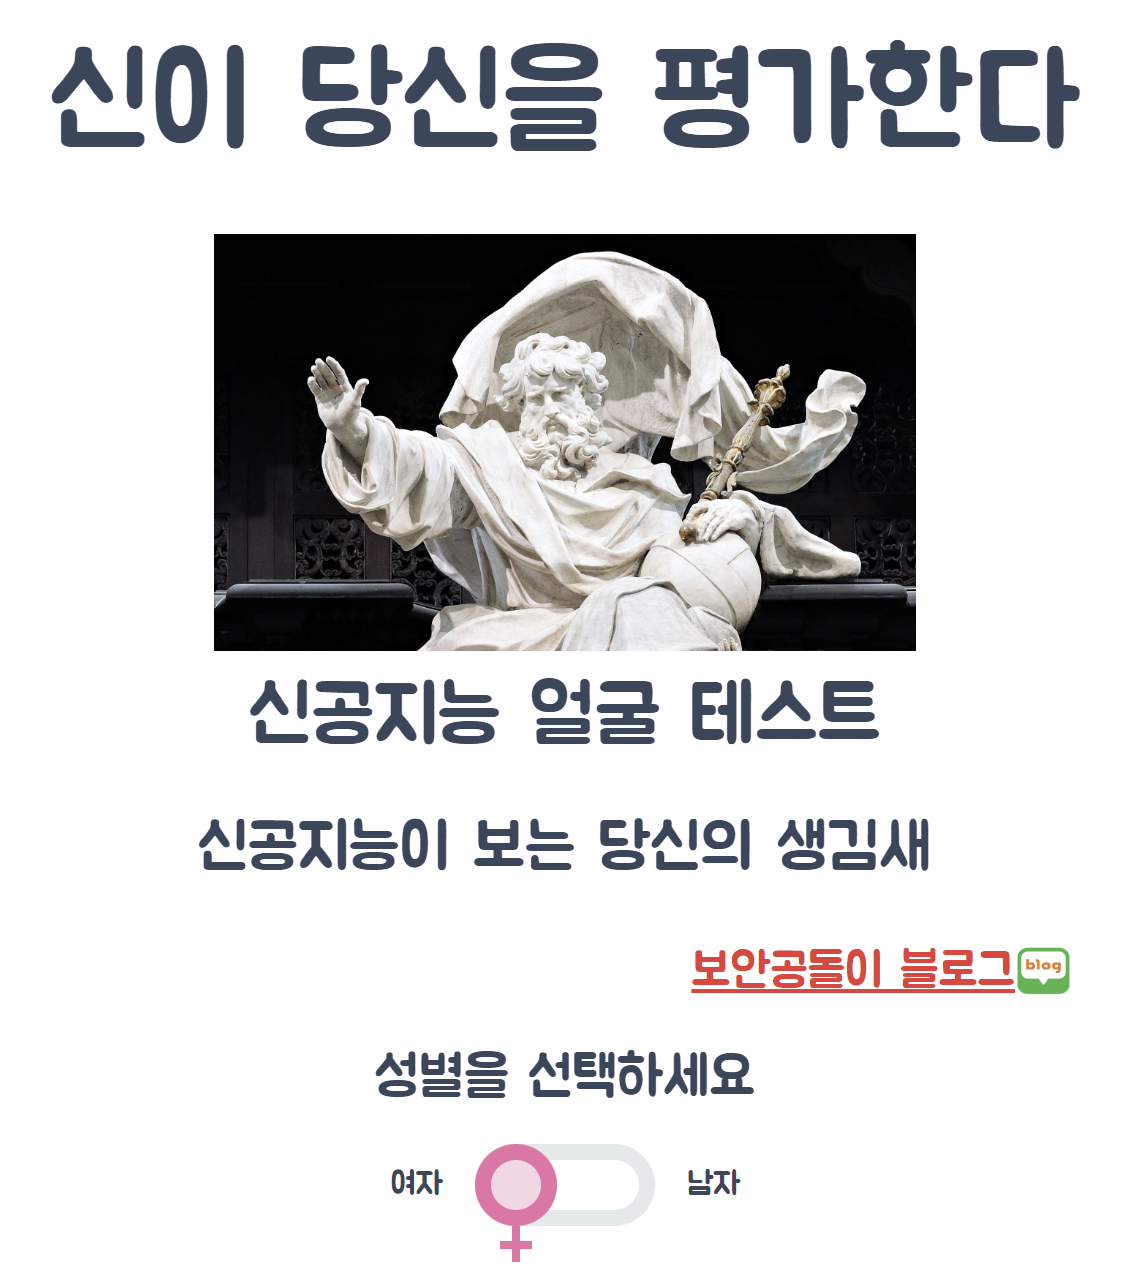 신이 당신을 평가한다
신공지능 얼굴 테스트
신공지능이 보는 당신의 생김새
보안공돌이 블로그 blog
성별을 선택하세요
여자 남자